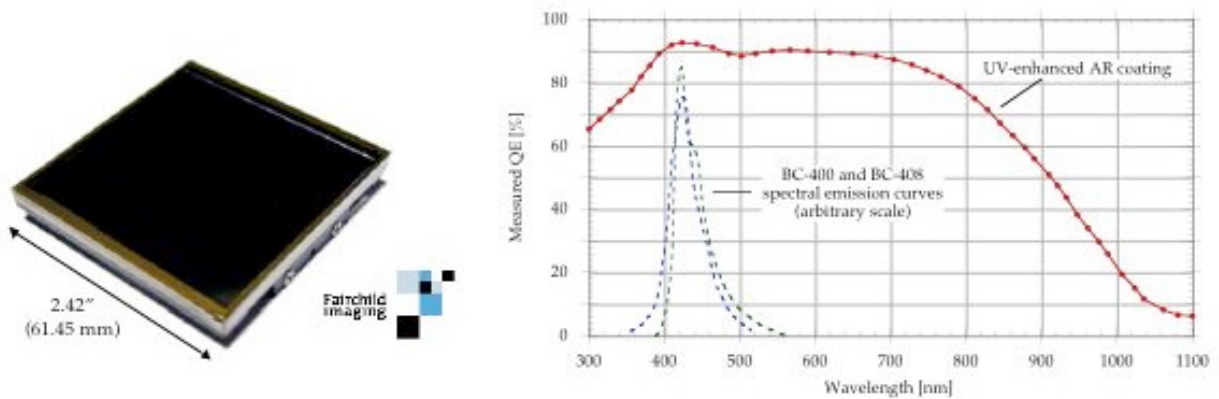 2.42"
(61.45 mm)
Fairchild
imaging
Measured QE [%]
100
80
60
40
20
0
UV-enhanced AR coating
BC-400 and BC-408
spectral emission curves
(arbitrary scale)
300 400 500 600 700 800 900 1000 1100
Wavelength [nm]